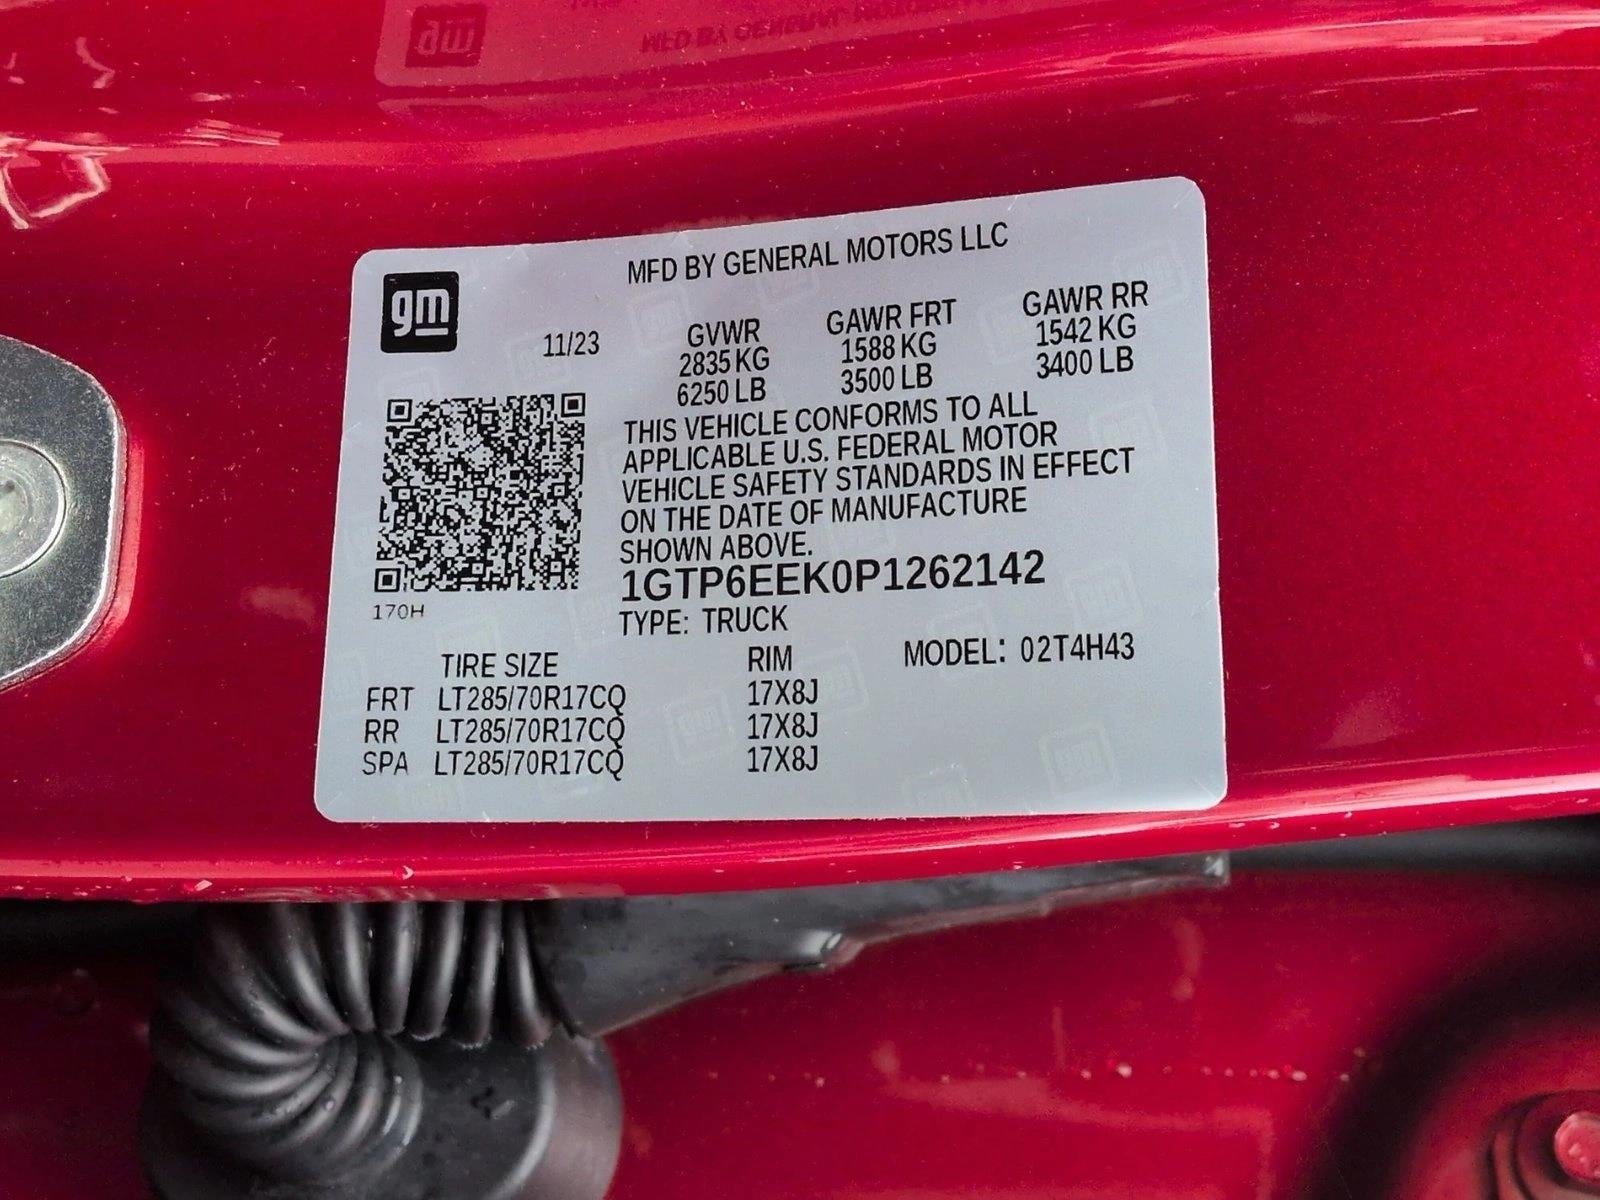 gm
MFD BY GENERAL MOTORS LLC
11/23 GVWR GAWR FRT GAWR RR
2835 KG 1588 KG 1542 KG
6250 LB 3500 LB 3400 LB
THIS VEHICLE CONFORMS TO ALL
APPLICABLE U.S. FEDERAL MOTOR
VEHICLE SAFETY STANDARDS IN EFFECT
ON THE DATE OF MANUFACTURE
SHOWN ABOVE.
1GTP6EEK0P1262142
170H
TYPE: TRUCK
TIRE SIZE RIM MODEL: 02T4H43
FRT LT285/70R17CQ 17X8J
RR LT285/70R17CQ 17X8J
SPA LT285/70R17CQ 17X8J